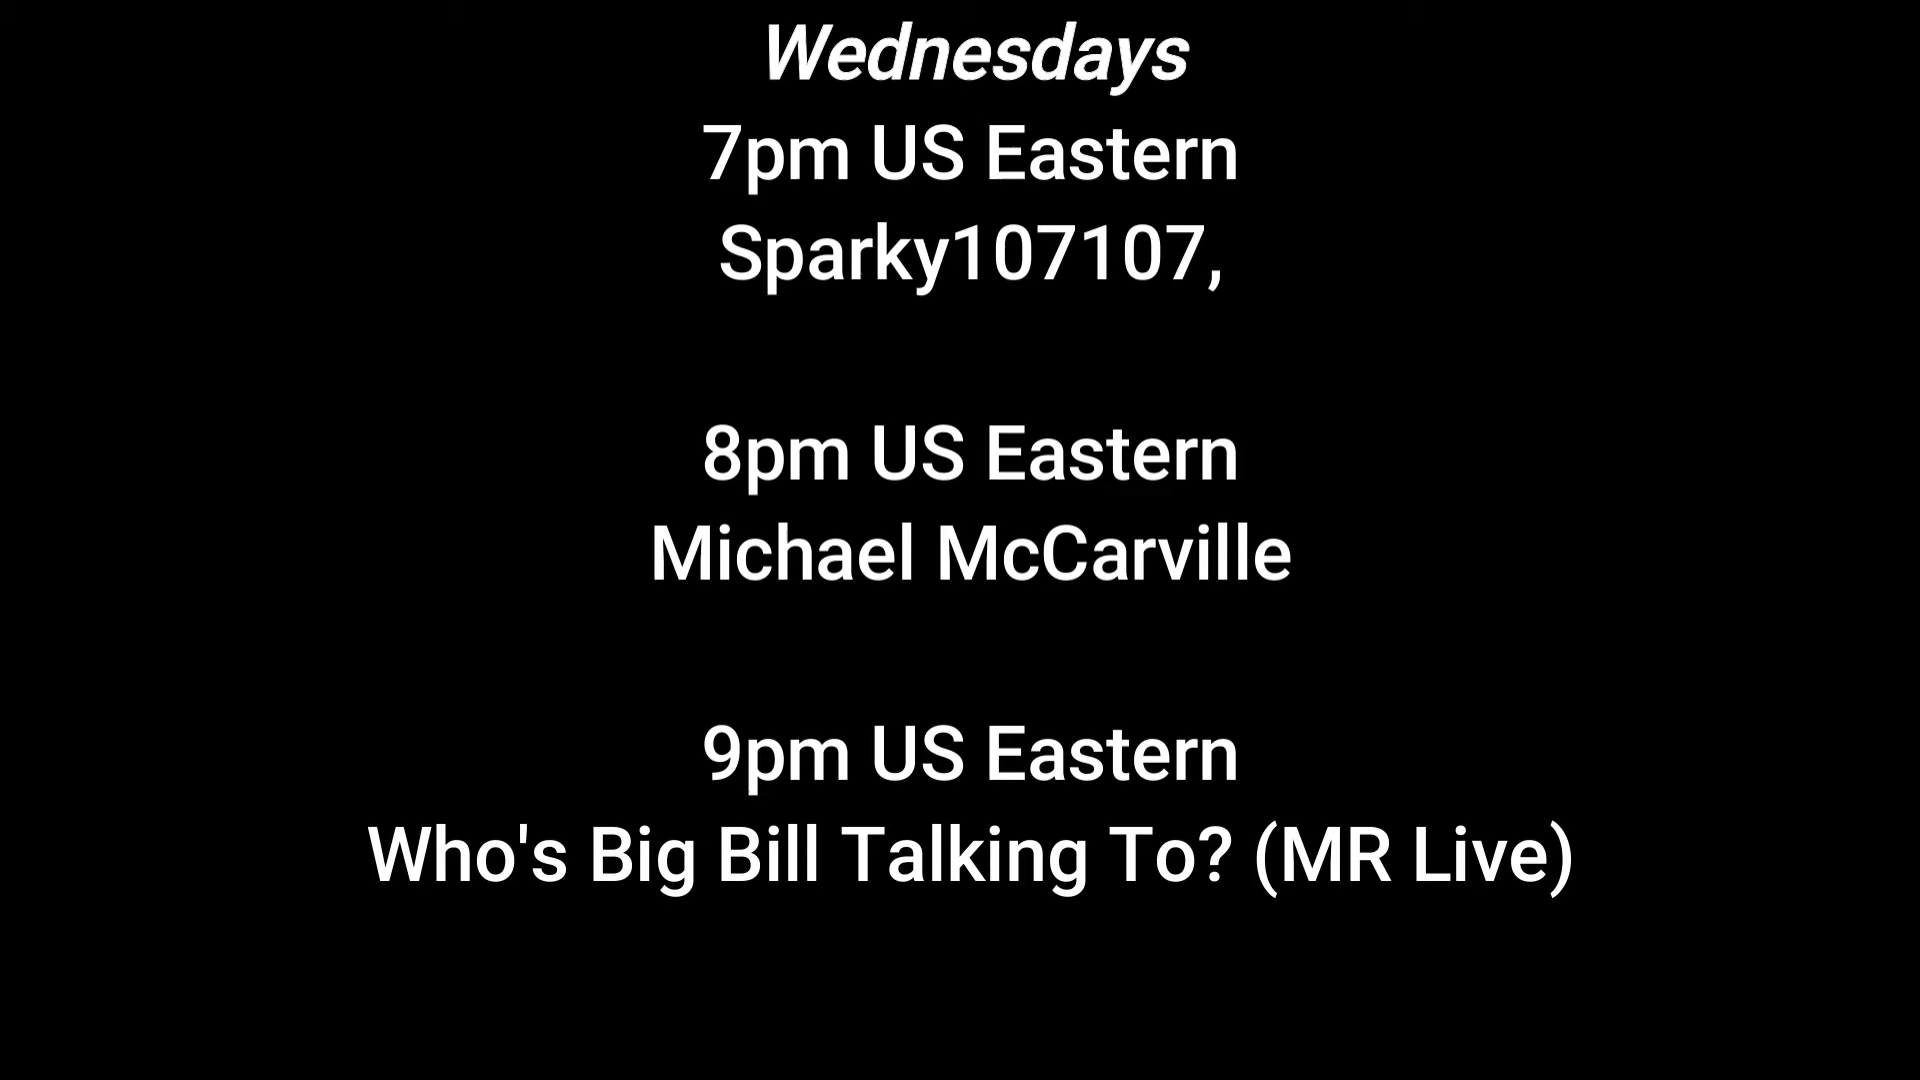 Wednesdays
7pm US Eastern
Sparky107107,
8pm US Eastern
Michael McCarville
9pm US Eastern
Who's Big Bill Talking To? (MR Live)